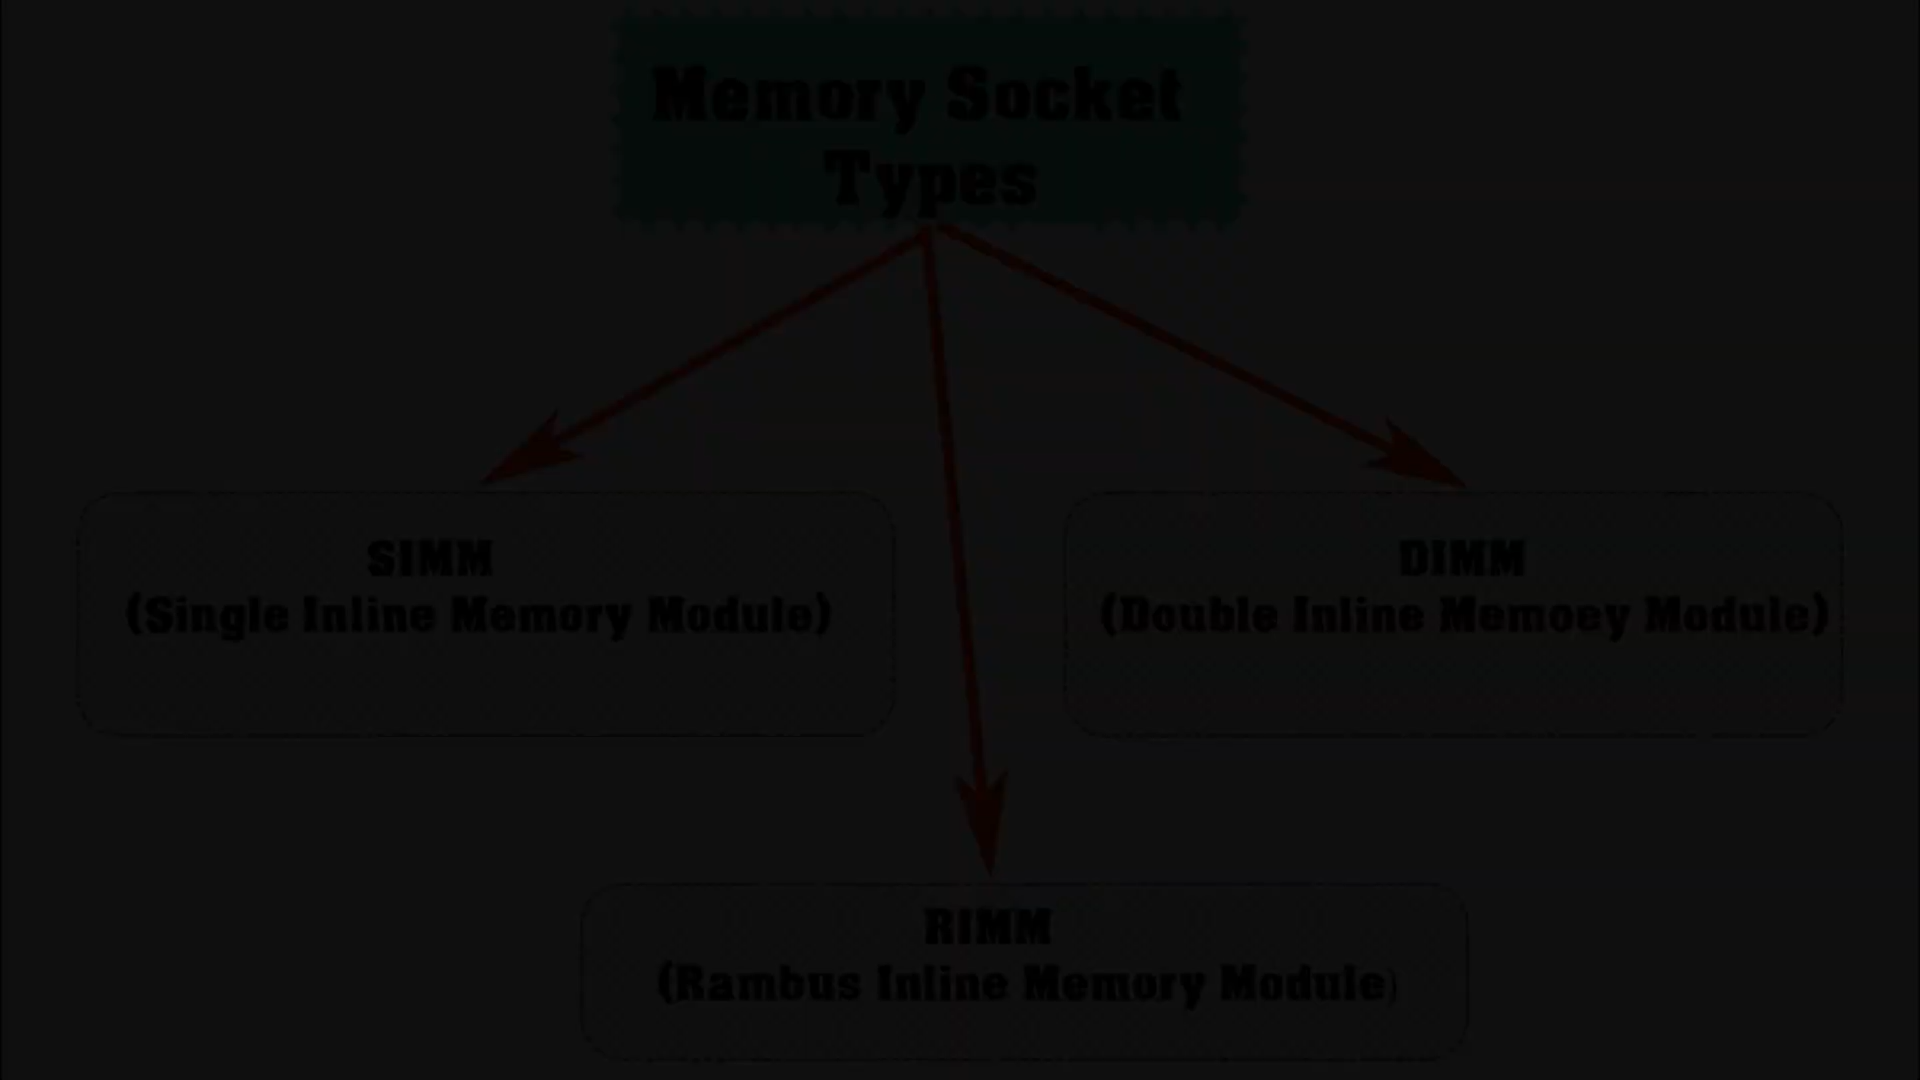 Memory Socket
Types
SIMM
(Single Inline Memory Module)
DIMM
(Double Inline Memoey Module)
RIMM
(Rambus Inline Memory Module)